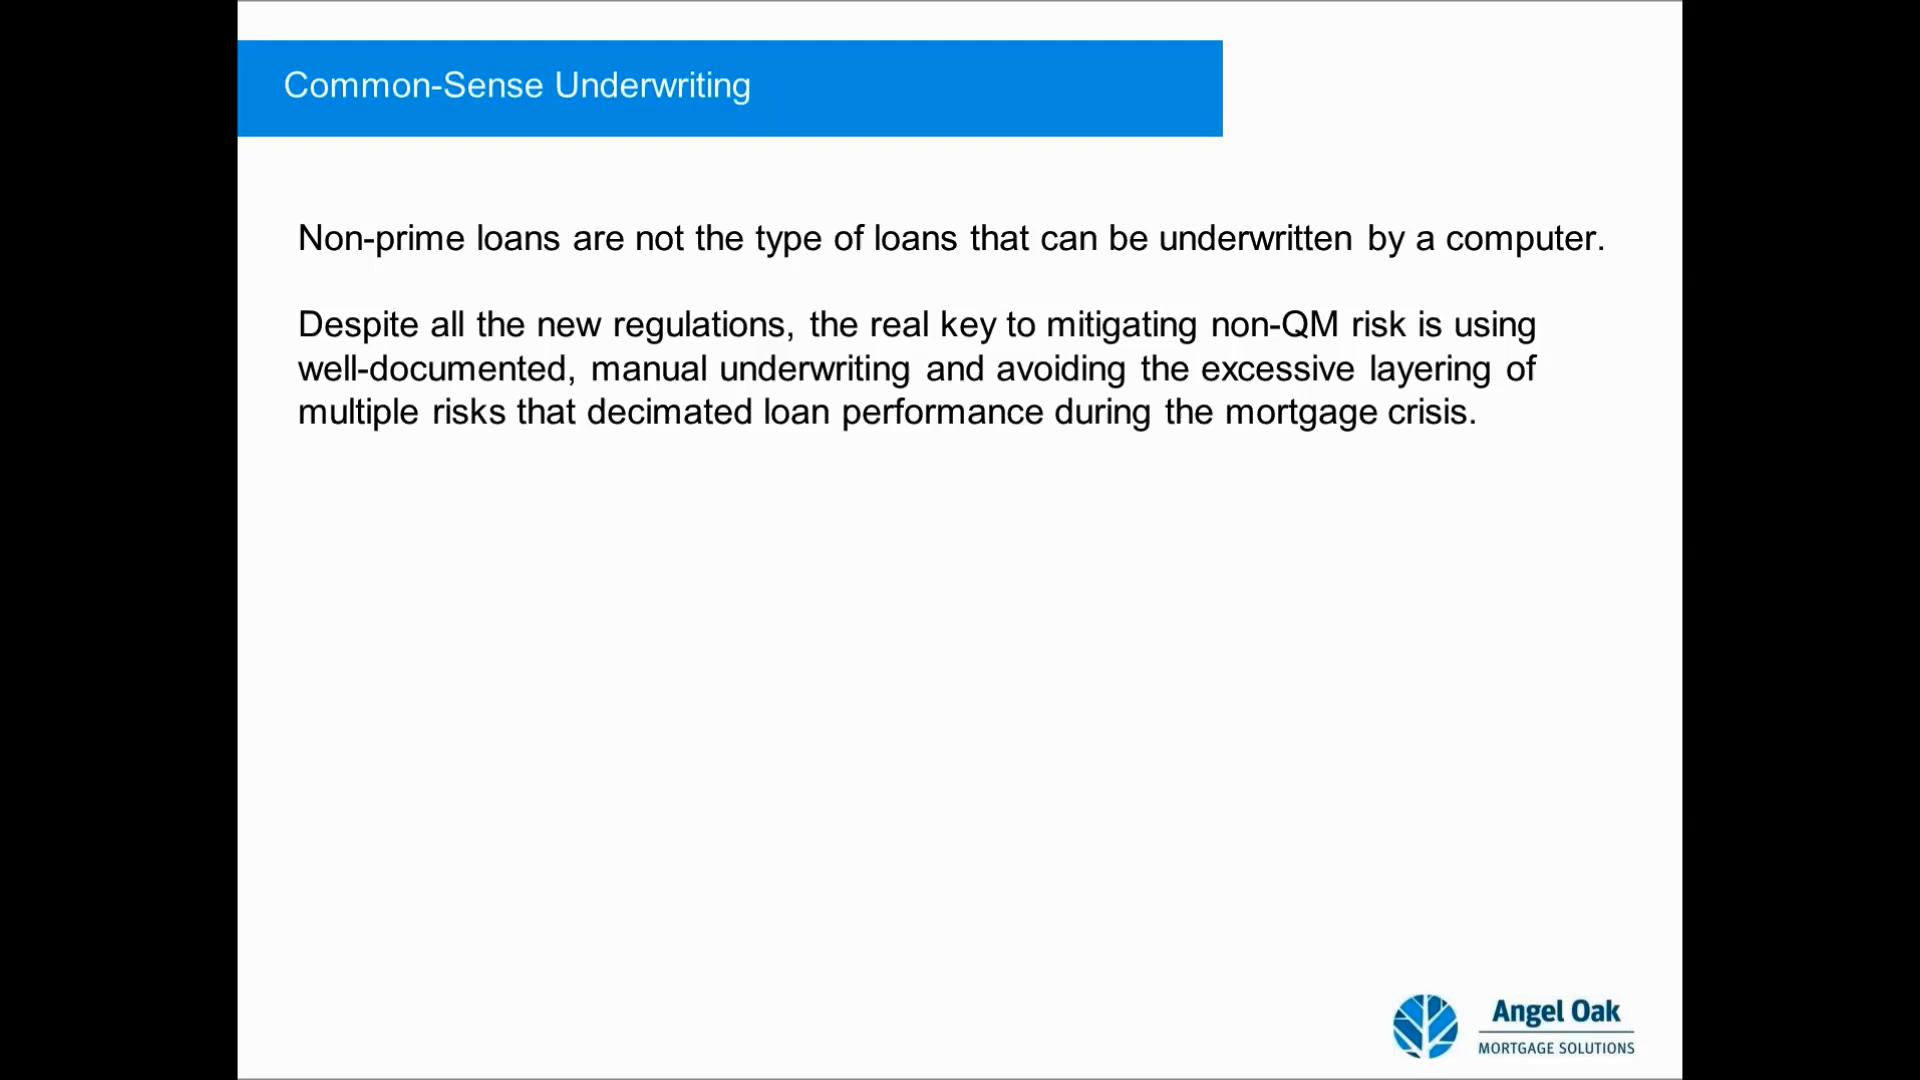 Common-Sense Underwriting
Non-prime loans are not the type of loans that can be underwritten by a computer.
Despite all the new regulations, the real key to mitigating non-QM risk is using
well-documented, manual underwriting and avoiding the excessive layering of
multiple risks that decimated loan performance during the mortgage crisis.
Angel Oak
MORTGAGE SOLUTIONS